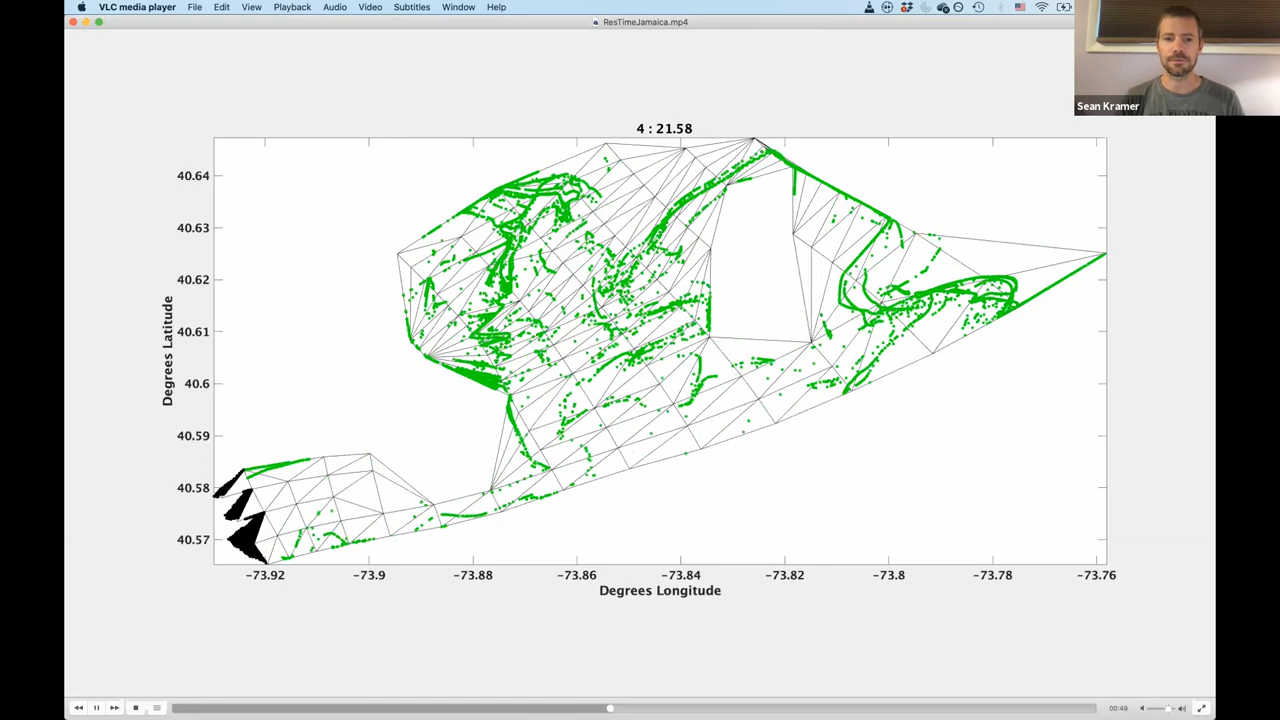 VLC media player File Edit View Playback Audio Video Subtitles Window Help
ResTimeJamaica.mp4
Sean Kramer
4 : 21.58
40.64
40.63
40.62
40.61
40.6
40.59
40.58
40.57
Degrees Latitude
−73.92 −73.9 −73.88 −73.86 −73.84 −73.82 −73.8 −73.78 −73.76
Degrees Longitude
00:49